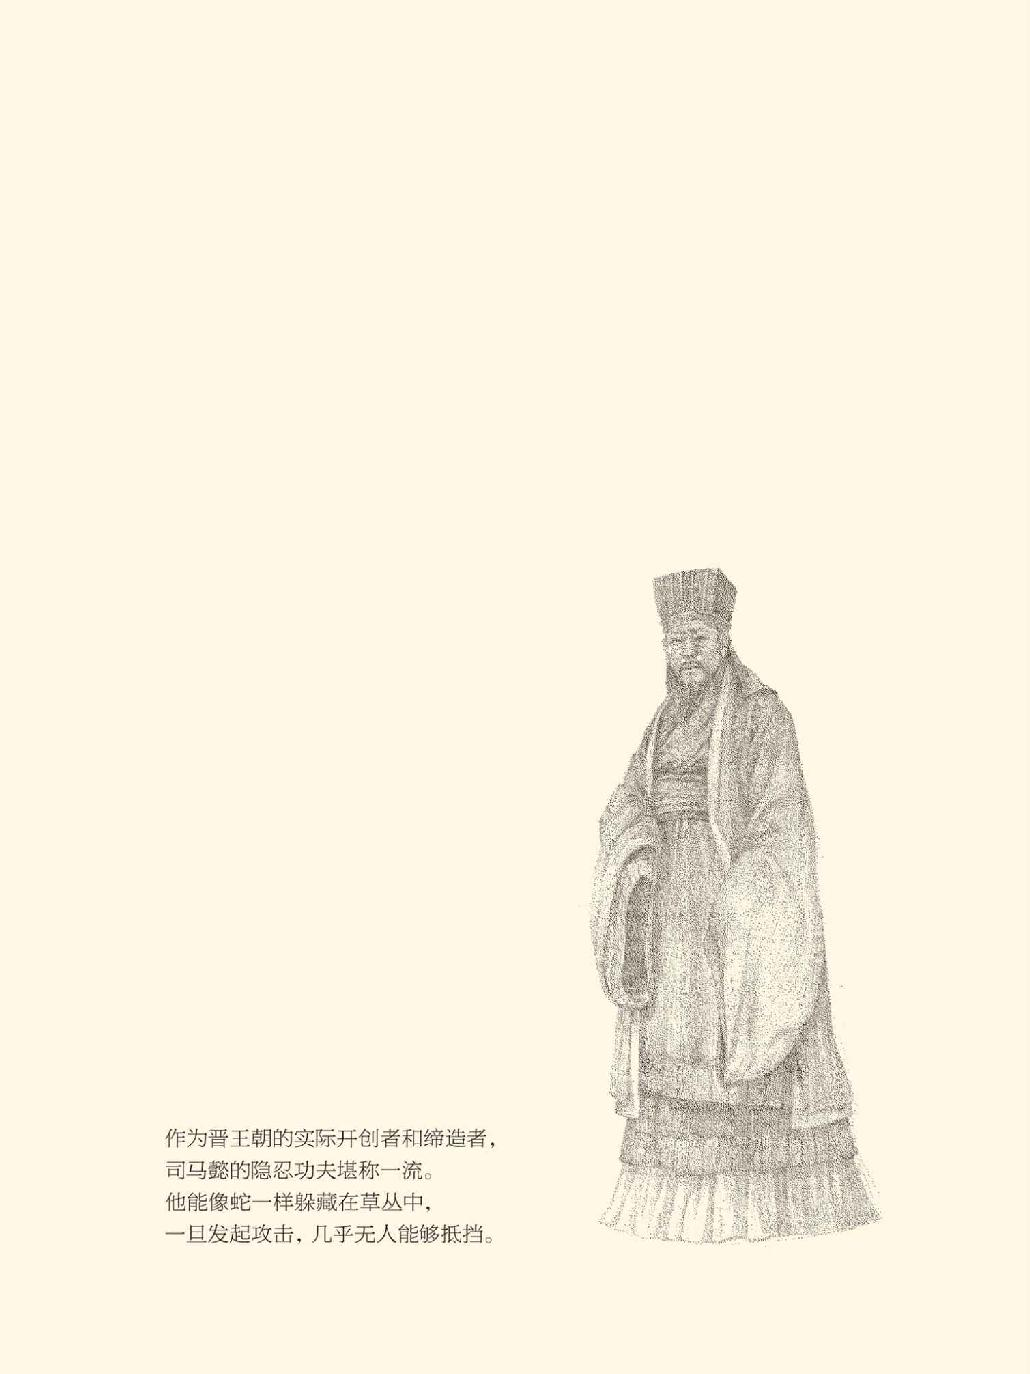 作为晋王朝的实际开创者和缔造者，
司马懿的隐忍功夫堪称一流。
他能像蛇一样躲藏在草丛中，
一旦发起攻击，几乎无人能够抵挡。